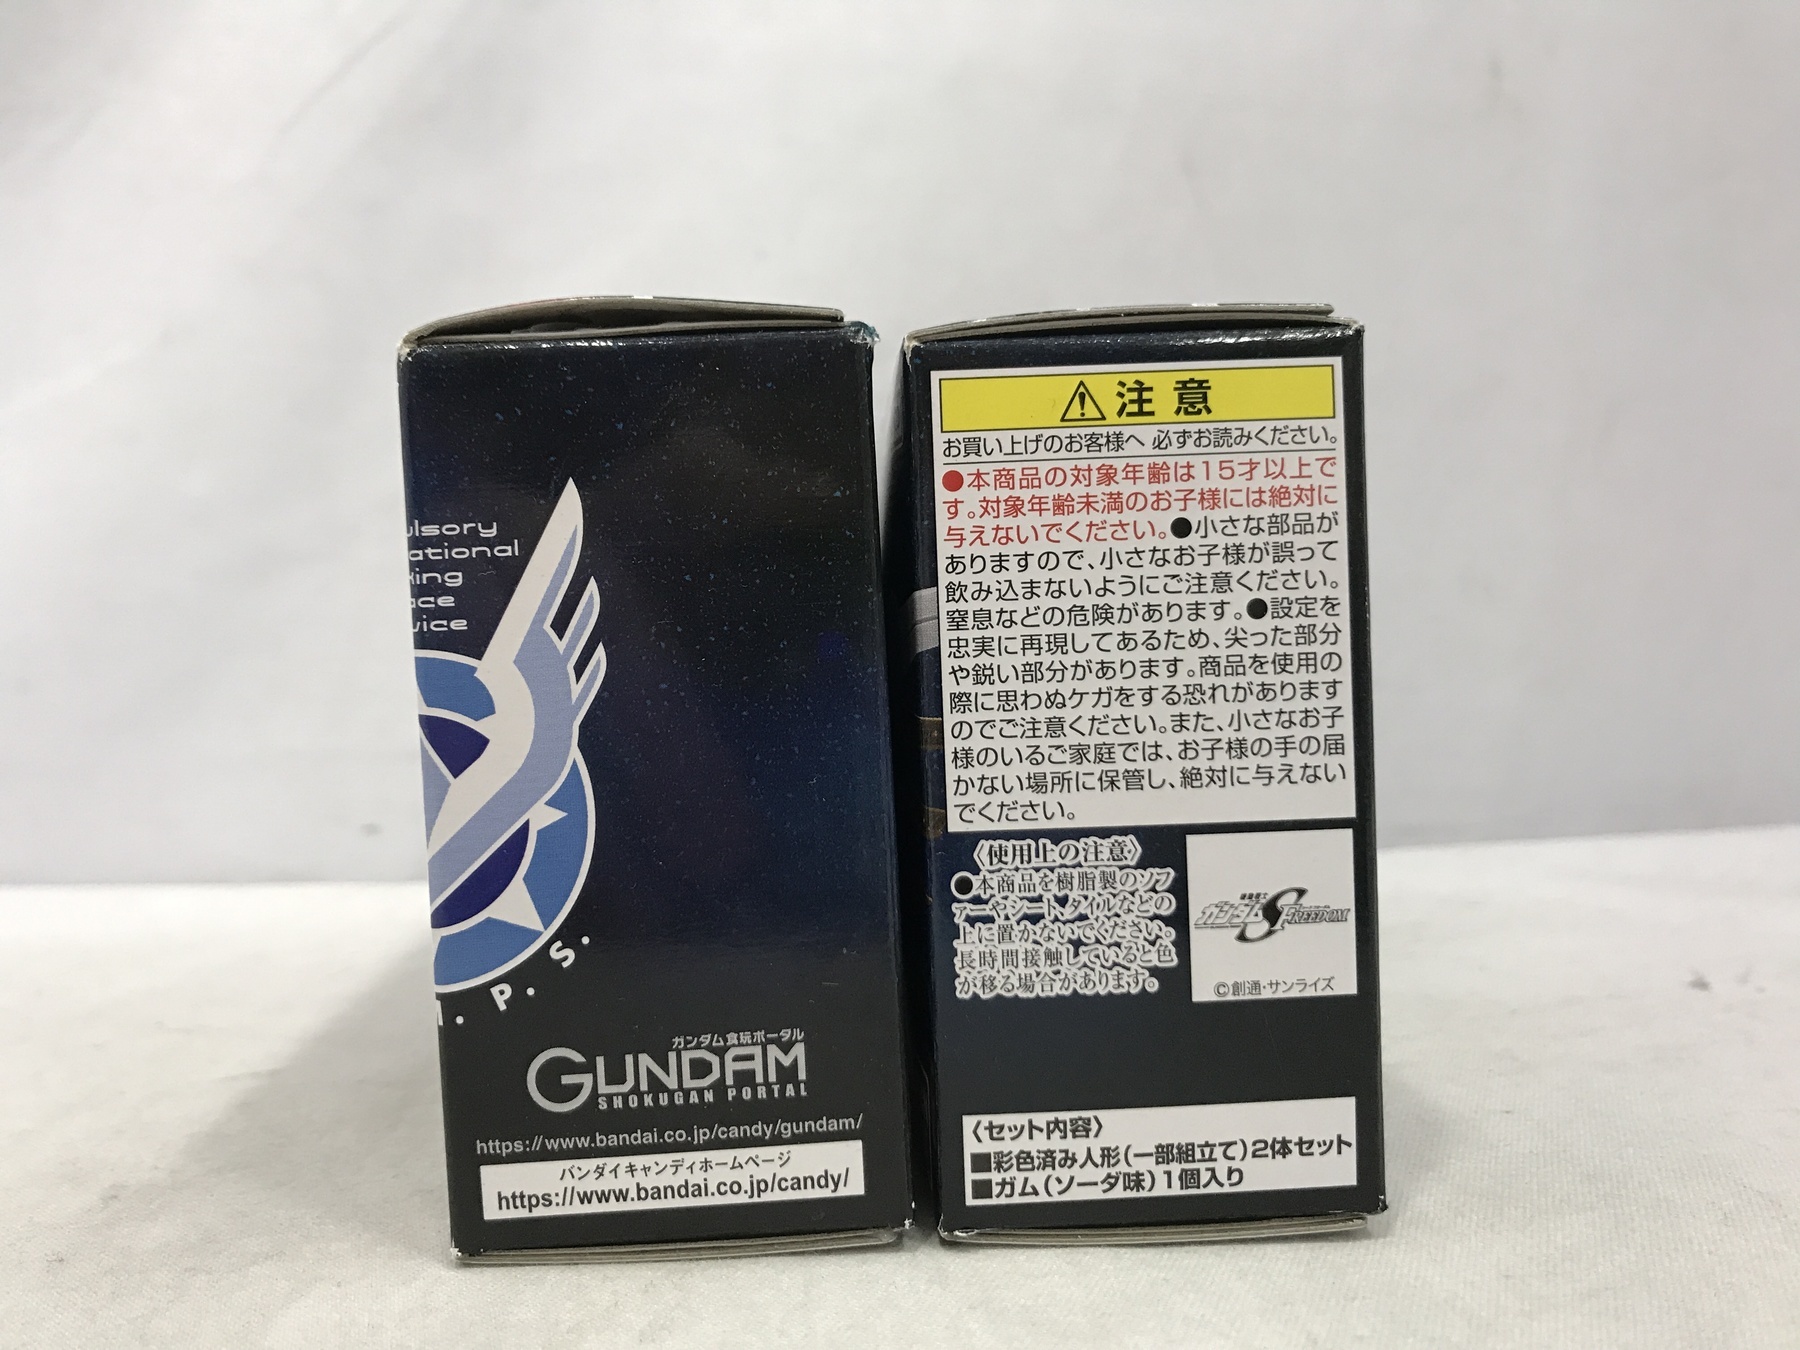 ulsory
ational
king
ace
vice
M. P. S.
ガンダム食玩ポータル
GUNDAM
SHOKUGAN PORTAL
https://www.bandai.co.jp/candy/gundam/
バンダイキャンディホームページ
https://www.bandai.co.jp/candy/
注意
お買い上げのお客様へ 必ずお読みください。
●本商品の対象年齢は15才以上で
す。対象年齢未満のお子様には絶対に
与えないでください。●小さな部品が
ありますので、小さなお子様が誤って
飲み込まないようにご注意ください。
窒息などの危険があります。●設定を
忠実に再現してあるため、尖った部分
や鋭い部分があります。商品を使用の
際に思わぬケガをする恐れがあります
のでご注意ください。また、小さなお子
様のいるご家庭では、お子様の手の届
かない場所に保管し、絶対に与えない
でください。
〈使用上の注意〉
●本商品を樹脂製のソフ
ァーやシート、タイルなどの
上に置かないでください。
長時間接触していると色
が移る場合があります。
機動戦士
ガンダムSEED FREEDOM
©創通・サンライズ
〈セット内容〉
■彩色済み人形(一部組立て)2体セット
■ガム(ソーダ味)1個入り